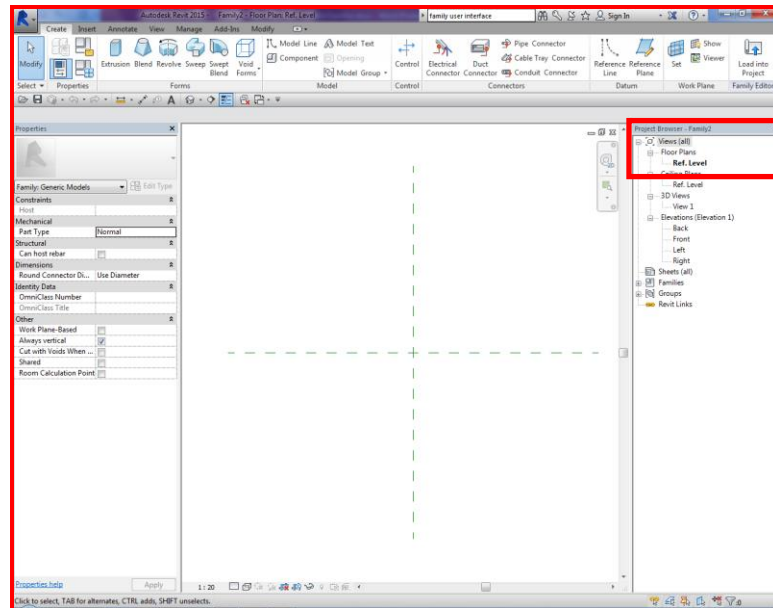 Autodesk Revit 2015 - Family2 - Floor Plan: Ref. Level
family user interface
Sign In
Create Insert Annotate View Manage Add-Ins Modify
Modify
Extrusion Blend Revolve Sweep Swept Blend Void Forms
Model Line Model Text
Component Opening
Model Group
Control
Electrical Connector Duct Connector
Pipe Connector
Cable Tray Connector
Conduit Connector
Reference Line Reference Plane
Set Show
Viewer
Load into Project
Select Properties Forms Model Control Connectors Datum Work Plane Family Editor
Properties
Family: Generic Models Edit Type
Constraints
Host
Mechanical
Part Type Normal
Structural
Can host rebar
Dimensions
Round Connector Di... Use Diameter
Identity Data
OmniClass Number
OmniClass Title
Other
Work Plane-Based
Always vertical
Cut with Voids When ...
Shared
Room Calculation Point
Properties help Apply
1 : 20
Project Browser - Family2
Views (all)
Floor Plans
Ref. Level
Ceiling Plans
Ref. Level
3D Views
View 1
Elevations (Elevation 1)
Back
Front
Left
Right
Sheets (all)
Families
Groups
Revit Links
Click to select, TAB for alternates, CTRL adds, SHIFT unselects.
:0